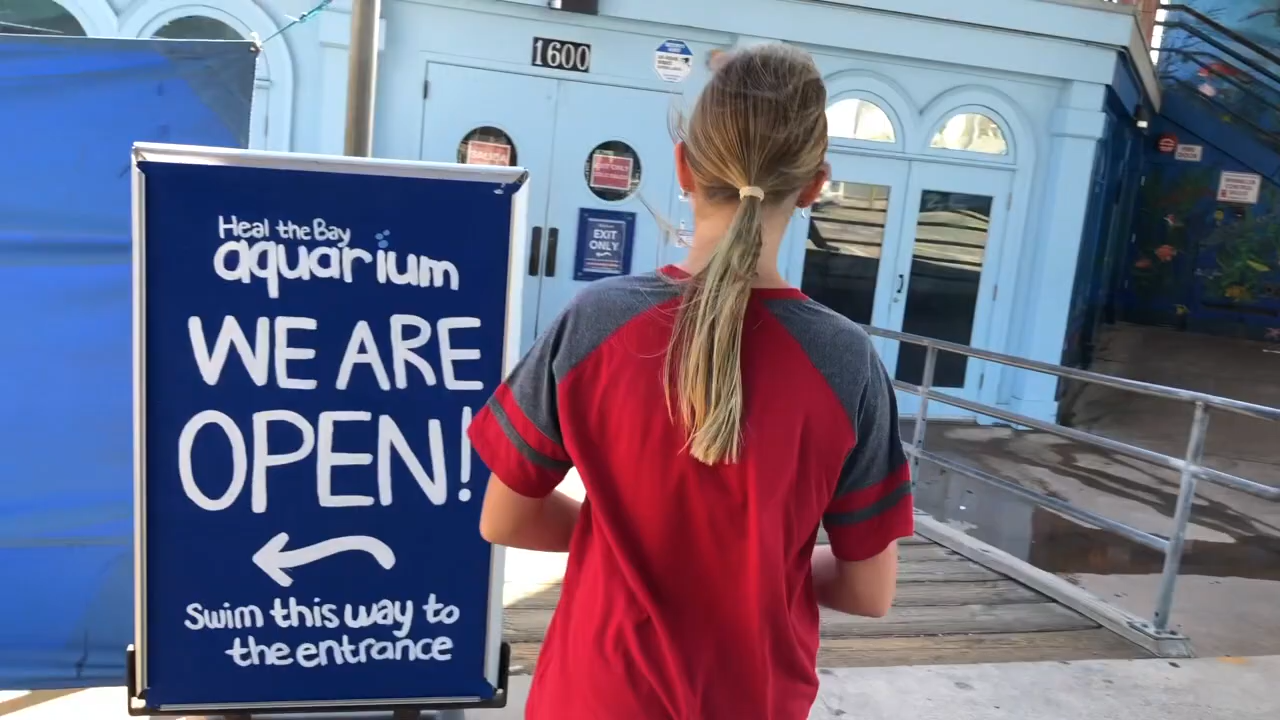 1600
Heal the Bay
aquarium
WE ARE
OPEN!
Swim this way to
the entrance
EXIT
ONLY